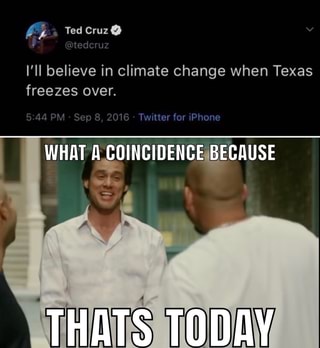 Ted Cruz
@tedcruz
I'll believe in climate change when Texas
freezes over.
5:44 PM · Sep 8, 2016 · Twitter for iPhone
WHAT A COINCIDENCE BECAUSE
THATS TODAY